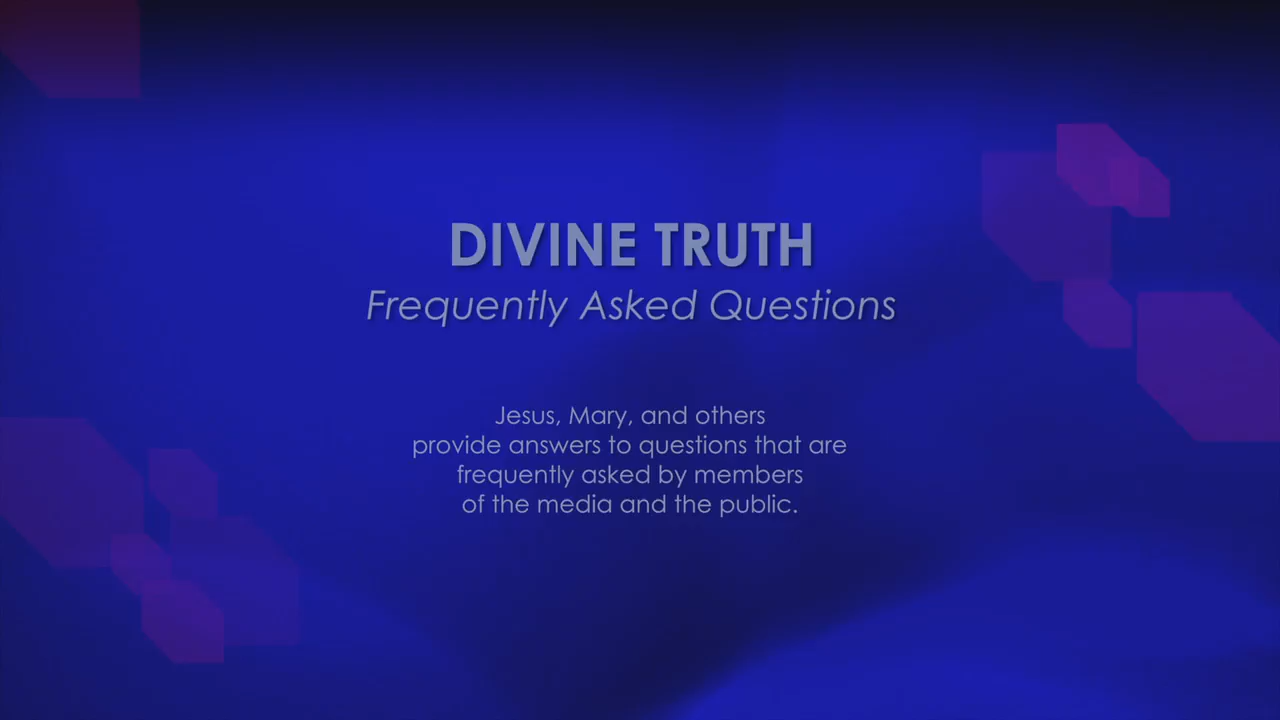 DIVINE TRUTH
Frequently Asked Questions
Jesus, Mary, and others
provide answers to questions that are
frequently asked by members
of the media and the public.